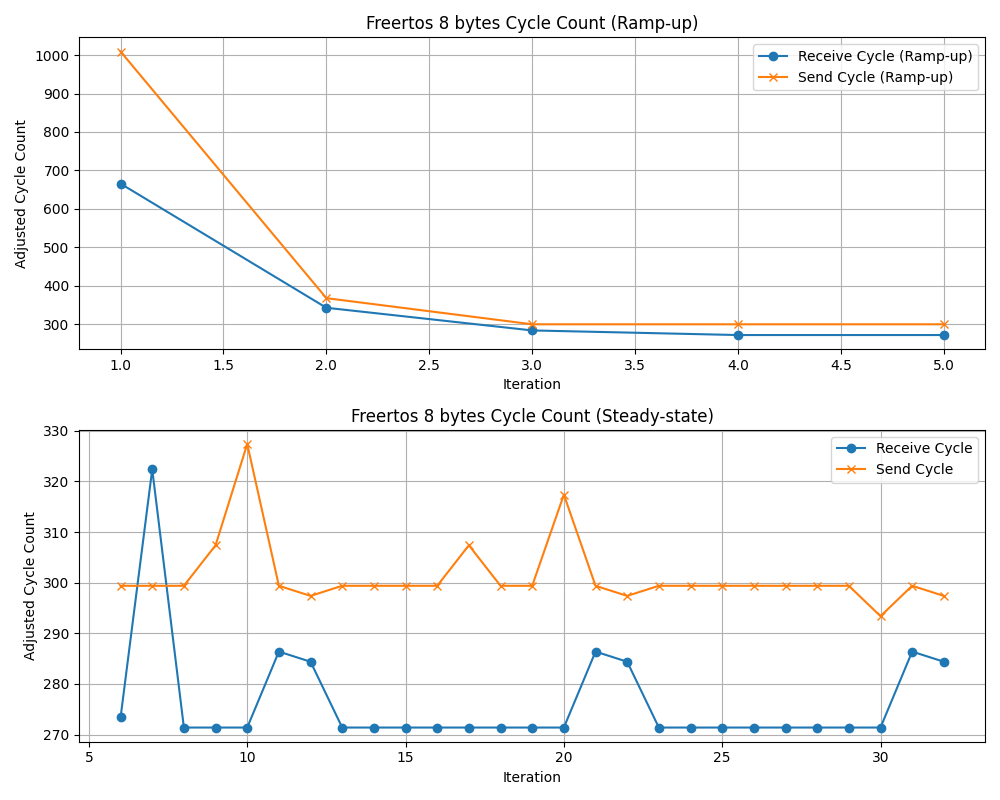 Freertos 8 bytes Cycle Count (Ramp-up)
Adjusted Cycle Count
1000
900
800
700
600
500
400
300
Receive Cycle (Ramp-up)
Send Cycle (Ramp-up)
1.0 1.5 2.0 2.5 3.0 3.5 4.0 4.5 5.0
Iteration
Freertos 8 bytes Cycle Count (Steady-state)
Adjusted Cycle Count
330
320
310
300
290
280
270
Receive Cycle
Send Cycle
5 10 15 20 25 30
Iteration